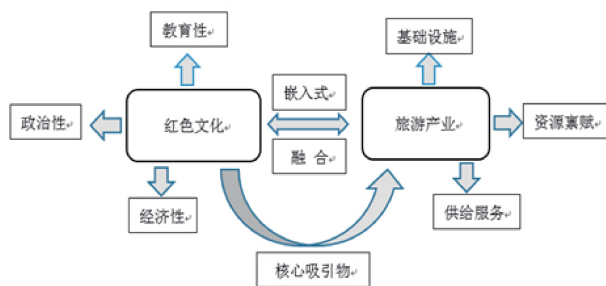 教育性
基础设施
嵌入式
政治性
红色文化
旅游产业
资源禀赋
融 合
经济性
供给服务
核心吸引物